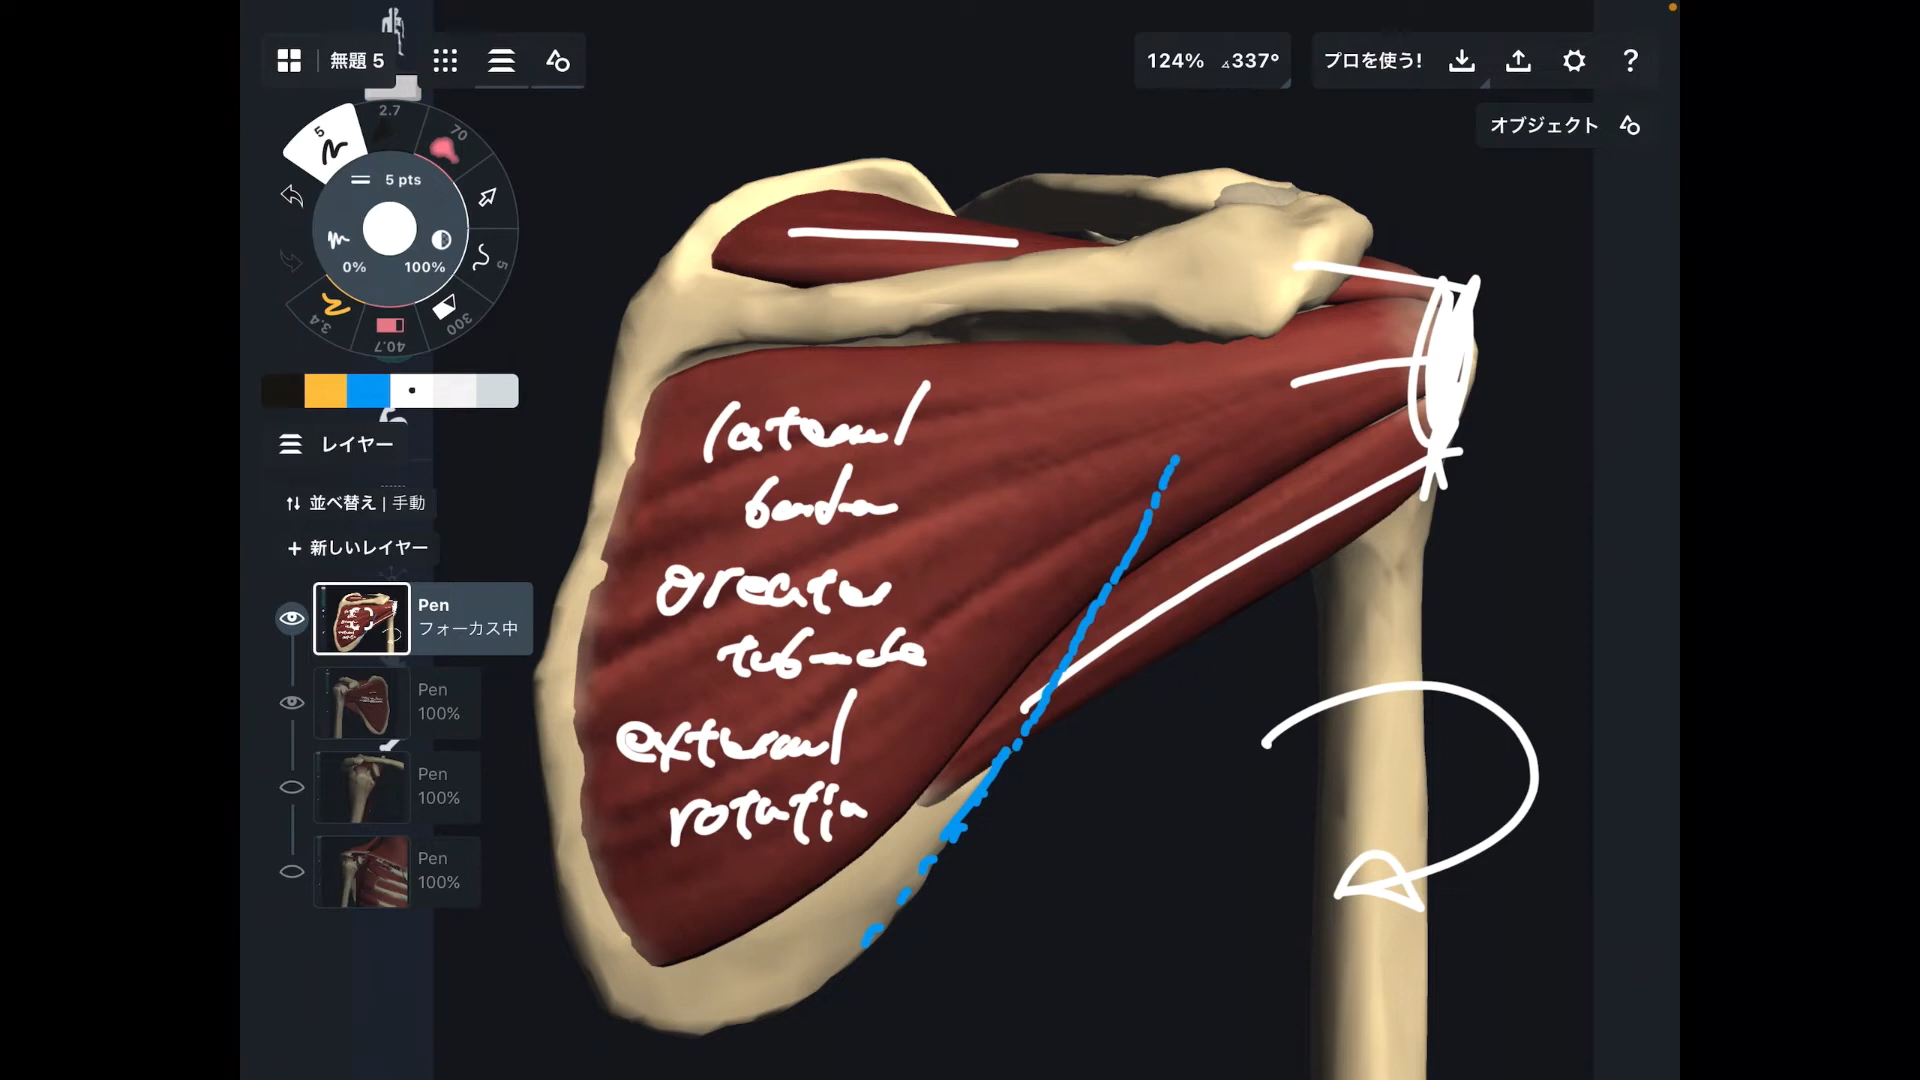 無題 5
124% ⊿337°
プロを使う!
?
オブジェクト
2.7
70
5
5 pts
0% 100%
5
3.4
40.7
300
レイヤー
並べ替え | 手動
+ 新しいレイヤー
Pen
フォーカス中
Pen
100%
Pen
100%
Pen
100%
lateral
border
greater
tubercle
external
rotation